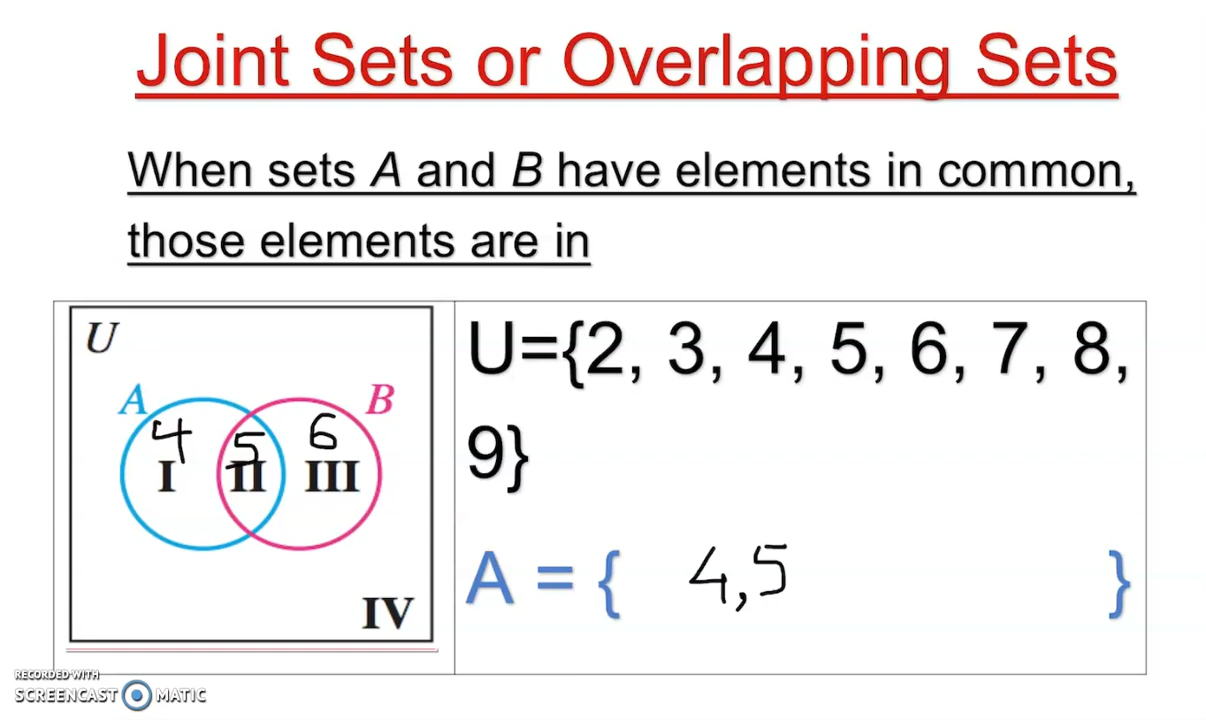 Joint Sets or Overlapping Sets
When sets A and B have elements in common,
those elements are in
U
A B
4 5 6
I II III
IV
U={2, 3, 4, 5, 6, 7, 8,
9}
A = { 4,5 }
RECORDED WITH
SCREENCAST MATIC